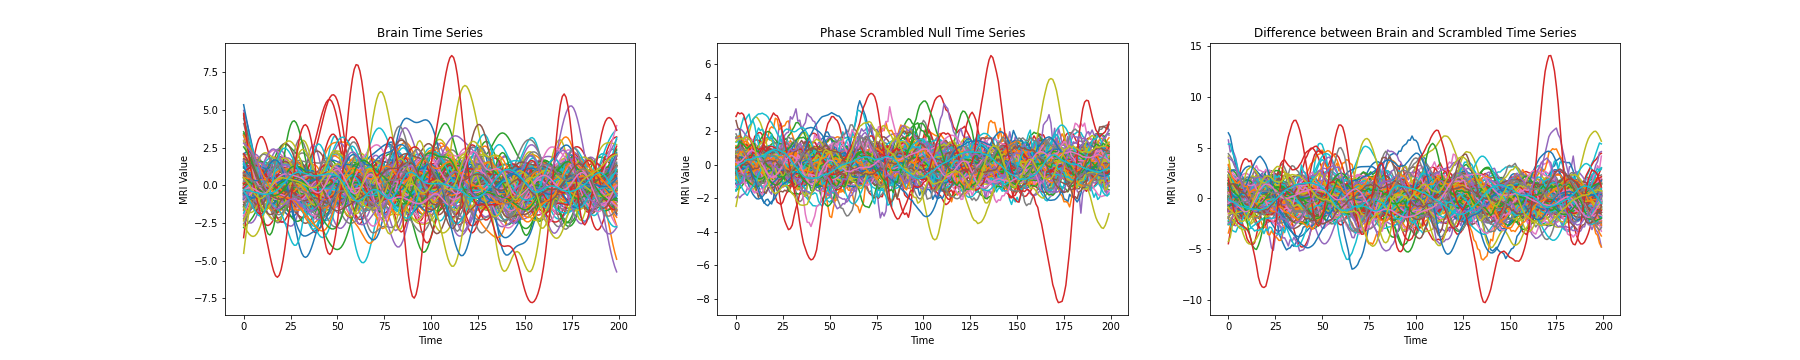 Brain Time Series
MRI Value
7.5
5.0
2.5
0.0
−2.5
−5.0
−7.5
0 25 50 75 100 125 150 175 200
Time
Phase Scrambled Null Time Series
MRI Value
6
4
2
0
−2
−4
−6
−8
0 25 50 75 100 125 150 175 200
Time
Difference between Brain and Scrambled Time Series
MRI Value
15
10
5
0
−5
−10
0 25 50 75 100 125 150 175 200
Time